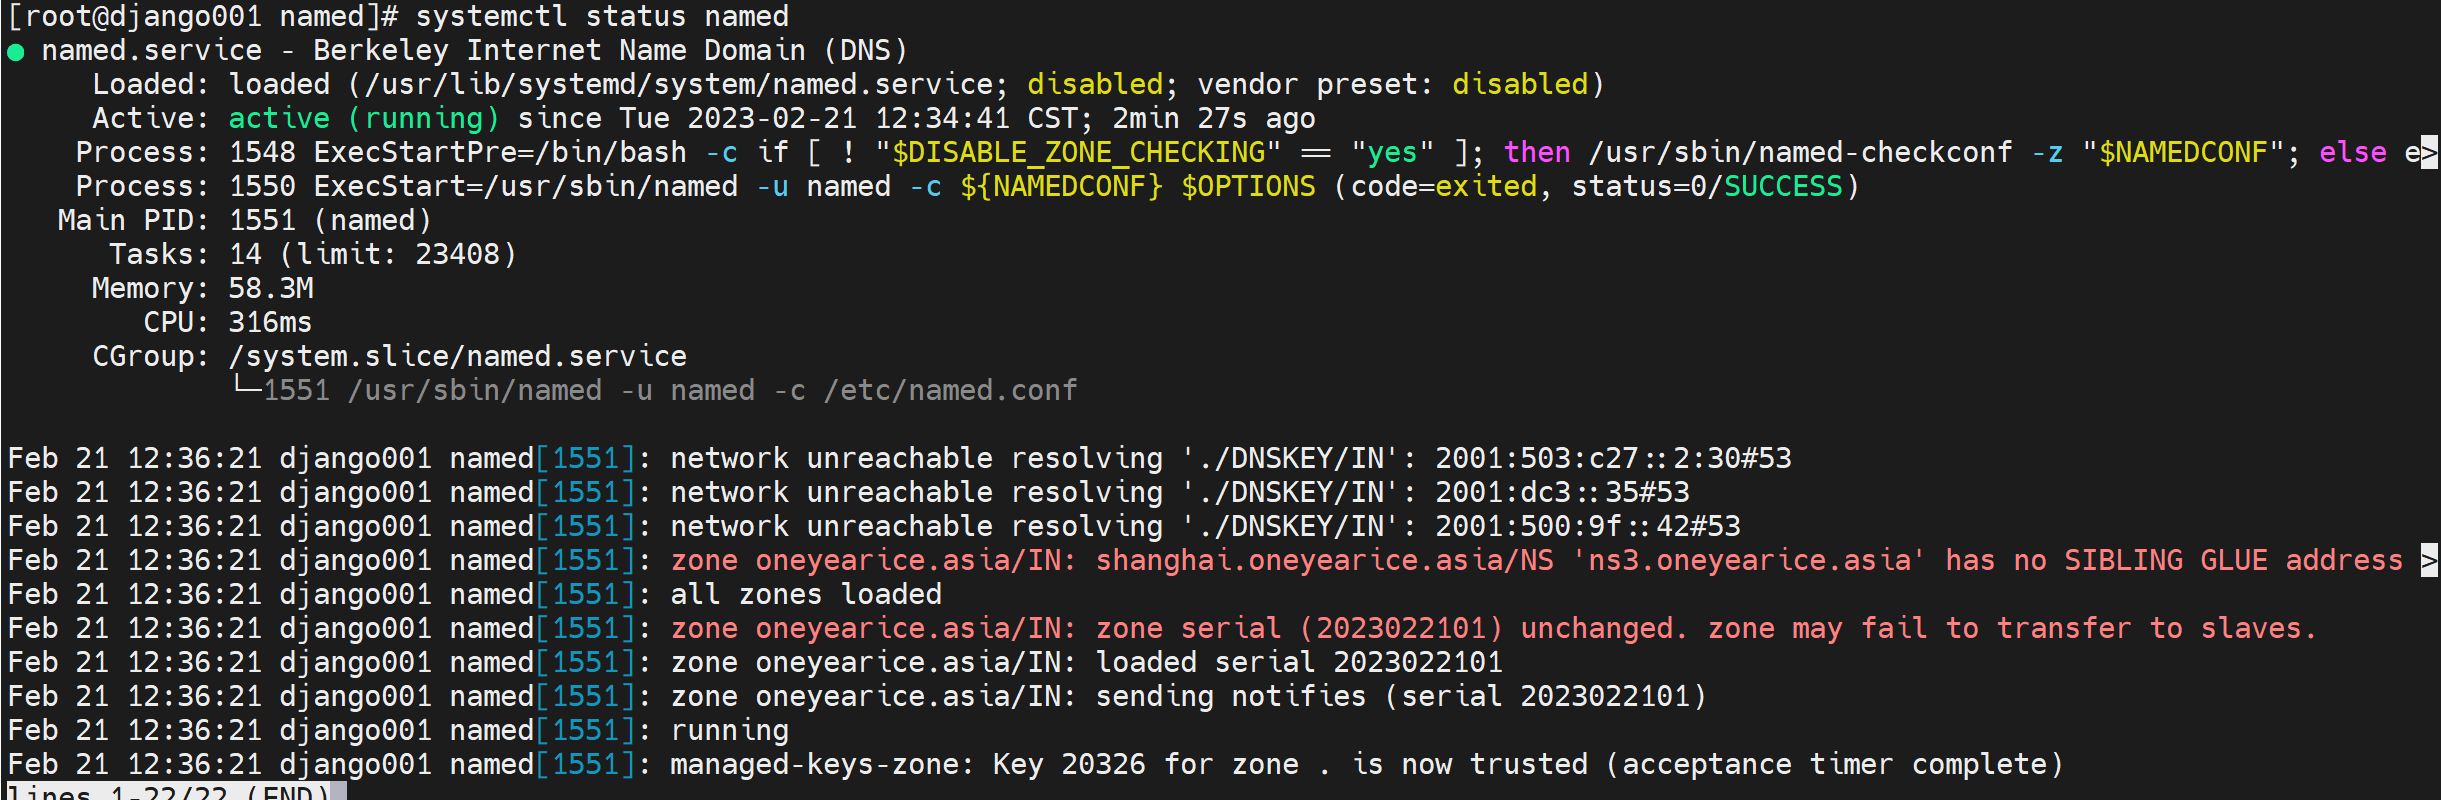 [root@django001 named]# systemctl status named
● named.service - Berkeley Internet Name Domain (DNS)
     Loaded: loaded (/usr/lib/systemd/system/named.service; disabled; vendor preset: disabled)
     Active: active (running) since Tue 2023-02-21 12:34:41 CST; 2min 27s ago
    Process: 1548 ExecStartPre=/bin/bash -c if [ ! "$DISABLE_ZONE_CHECKING" == "yes" ]; then /usr/sbin/named-checkconf -z "$NAMEDCONF"; else e>
    Process: 1550 ExecStart=/usr/sbin/named -u named -c ${NAMEDCONF} $OPTIONS (code=exited, status=0/SUCCESS)
   Main PID: 1551 (named)
      Tasks: 14 (limit: 23408)
     Memory: 58.3M
        CPU: 316ms
     CGroup: /system.slice/named.service
             └─1551 /usr/sbin/named -u named -c /etc/named.conf

Feb 21 12:36:21 django001 named[1551]: network unreachable resolving './DNSKEY/IN': 2001:503:c27::2:30#53
Feb 21 12:36:21 django001 named[1551]: network unreachable resolving './DNSKEY/IN': 2001:dc3::35#53
Feb 21 12:36:21 django001 named[1551]: network unreachable resolving './DNSKEY/IN': 2001:500:9f::42#53
Feb 21 12:36:21 django001 named[1551]: zone oneyearice.asia/IN: shanghai.oneyearice.asia/NS 'ns3.oneyearice.asia' has no SIBLING GLUE address >
Feb 21 12:36:21 django001 named[1551]: all zones loaded
Feb 21 12:36:21 django001 named[1551]: zone oneyearice.asia/IN: zone serial (2023022101) unchanged. zone may fail to transfer to slaves.
Feb 21 12:36:21 django001 named[1551]: zone oneyearice.asia/IN: loaded serial 2023022101
Feb 21 12:36:21 django001 named[1551]: zone oneyearice.asia/IN: sending notifies (serial 2023022101)
Feb 21 12:36:21 django001 named[1551]: running
Feb 21 12:36:21 django001 named[1551]: managed-keys-zone: Key 20326 for zone . is now trusted (acceptance timer complete)
lines 1-22/22 (END)